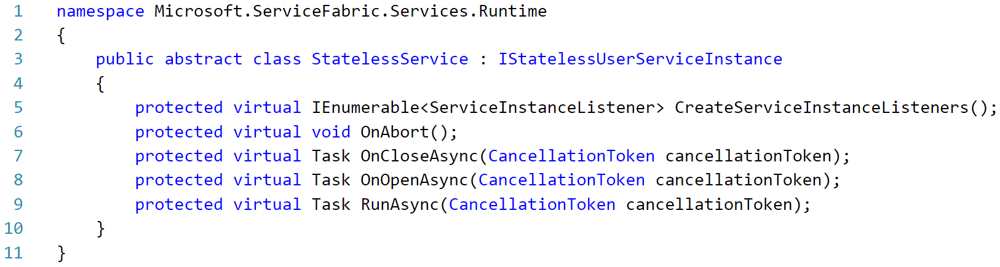 1 namespace Microsoft.ServiceFabric.Services.Runtime
2 {
3 public abstract class StatelessService : IStatelessUserServiceInstance
4 {
5 protected virtual IEnumerable<ServiceInstanceListener> CreateServiceInstanceListeners();
6 protected virtual void OnAbort();
7 protected virtual Task OnCloseAsync(CancellationToken cancellationToken);
8 protected virtual Task OnOpenAsync(CancellationToken cancellationToken);
9 protected virtual Task RunAsync(CancellationToken cancellationToken);
10 }
11 }